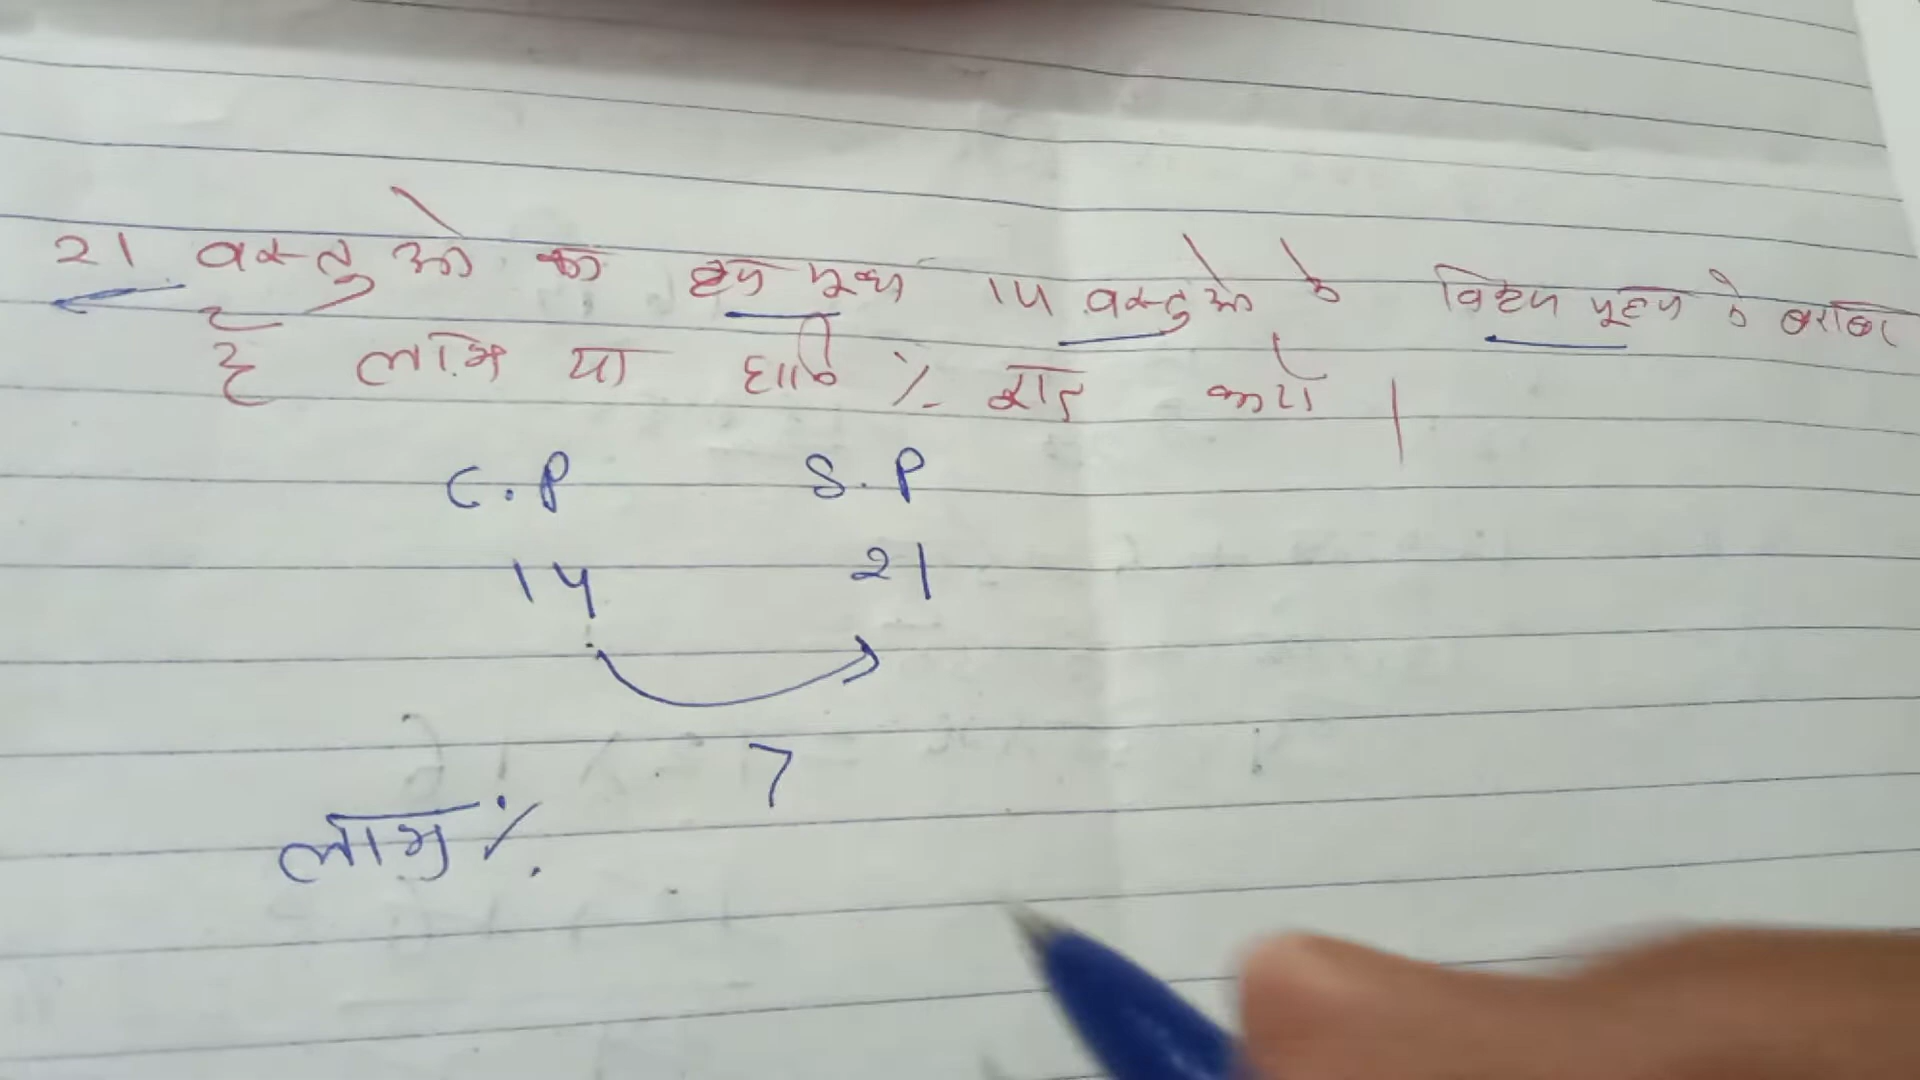 21 वस्तुओ का क्रय मूल्य 14 वस्तुओ के विक्रय मूल्य के बराबर
है लाभ या हानि % ज्ञात करो |
C.P S.P
14 21
7
लाभ %